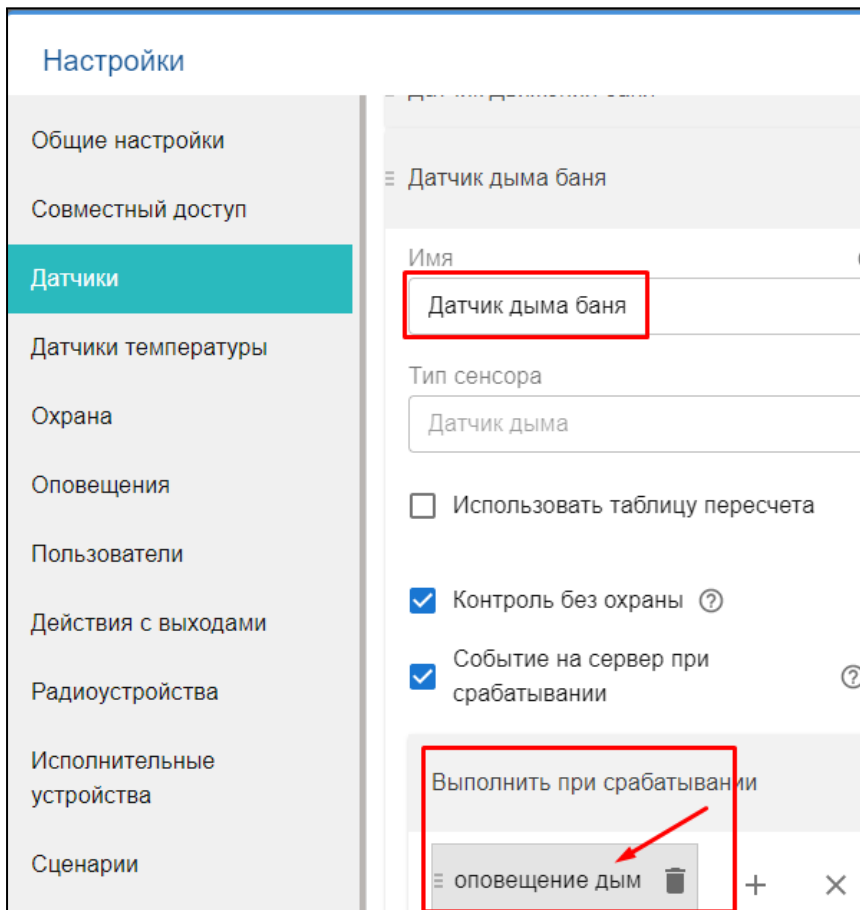 Настройки
Общие настройки
Совместный доступ
Датчики
Датчики температуры
Охрана
Оповещения
Пользователи
Действия с выходами
Радиоустройства
Исполнительные
устройства
Сценарии
Датчик дыма баня
Имя
Датчик дыма баня
Тип сенсора
Датчик дыма
Использовать таблицу пересчета
Контроль без охраны
Событие на сервер при
срабатывании
Выполнить при срабатывании
оповещение дым